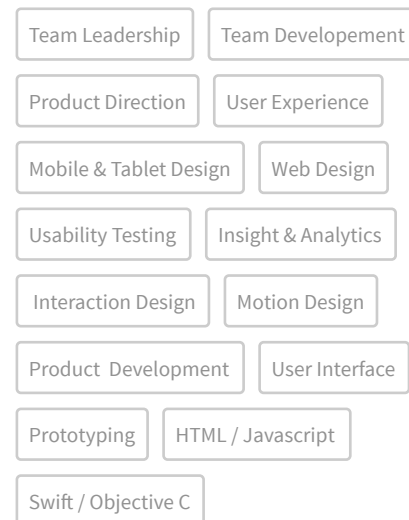 Team Leadership Team Developement
Product Direction User Experience
Mobile & Tablet Design Web Design
Usability Testing Insight & Analytics
Interaction Design Motion Design
Product Development User Interface
Prototyping HTML / Javascript
Swift / Objective C